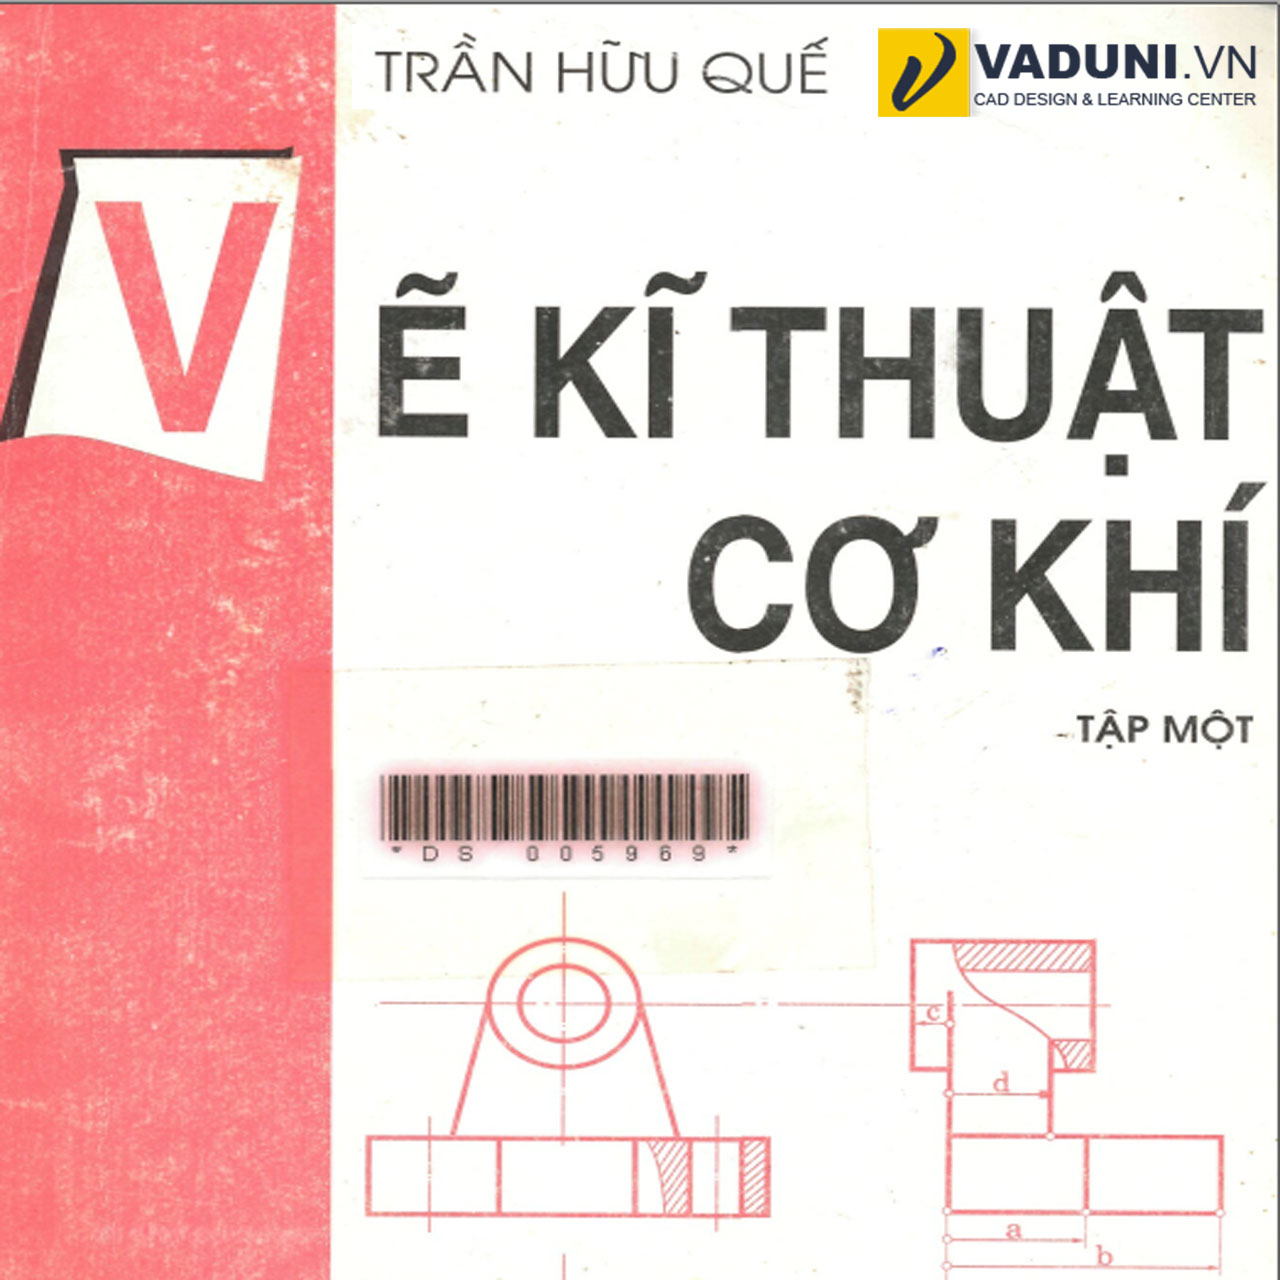 TRẦN HỮU QUẾ
VADUNI.VN
CAD DESIGN & LEARNING CENTER
VẼ KĨ THUẬT
CƠ KHÍ
TẬP MỘT
*DS 005969*
c
d
a
b